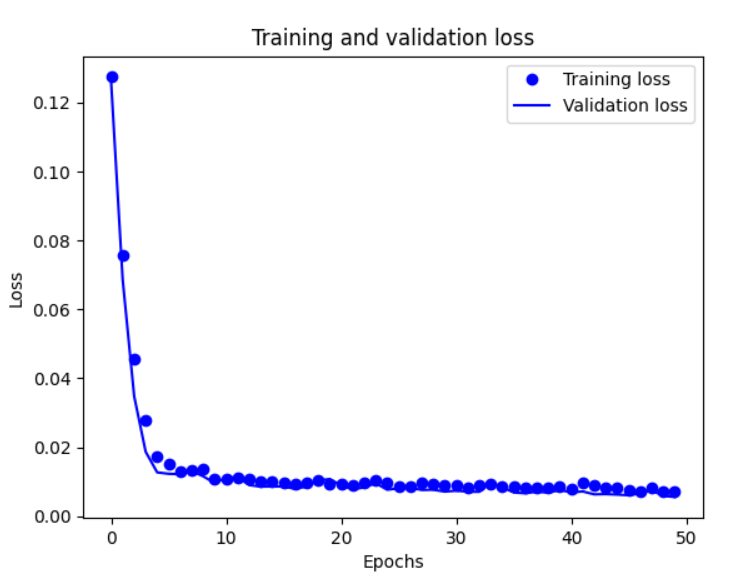 Training and validation loss
Training loss
Validation loss
0.12
0.10
0.08
0.06
0.04
0.02
0.00
Loss
0 10 20 30 40 50
Epochs